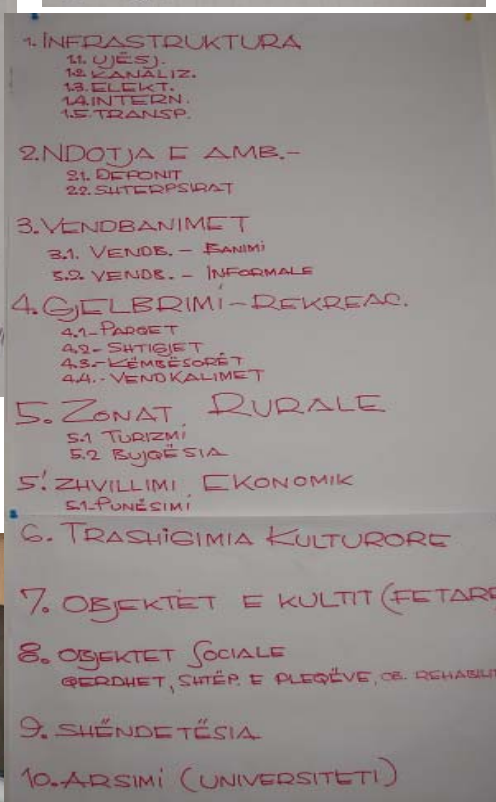 1. INFRASTRUKTURA
1.1. UJËSJ.
1.2 KANALIZ.
1.3. ELEKT.
1.4. INTERN.
1.5 TRANSP.
2. NDOTJA E AMB.-
2.1. DEPONIT
2.2. SHTERPSIRAT
3. VENDBANIMET
3.1. VENDB. - BANIMI
3.2. VENDB. - INFORMALE
4. GJELBRIMI - REKREAC.
4.1- PARQET
4.2- SHTIGJET
4.3- KËMBËSORËT
4.4.- VENDKALIMET
5. ZONAT RURALE
5.1 TURIZMI
5.2 BUJQËSIA
5.' ZHVILLIMI EKONOMIK
5.1- PUNËSIMI
6. TRASHIGIMIA KULTURORE
7. OBJEKTET E KULTIT (FETARE
8. OBJEKTET SOCIALE
QERDHET, SHTËP. E PLEQËVE, OB. REHABILI
9. SHËNDETËSIA
10. ARSIMI (UNIVERSITETI)